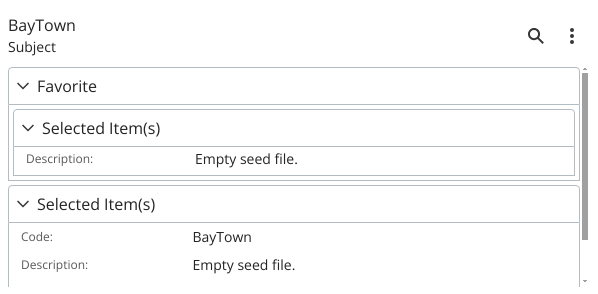 BayTown
Subject
Favorite
Selected Item(s)
Description: Empty seed file.
Selected Item(s)
Code: BayTown
Description: Empty seed file.